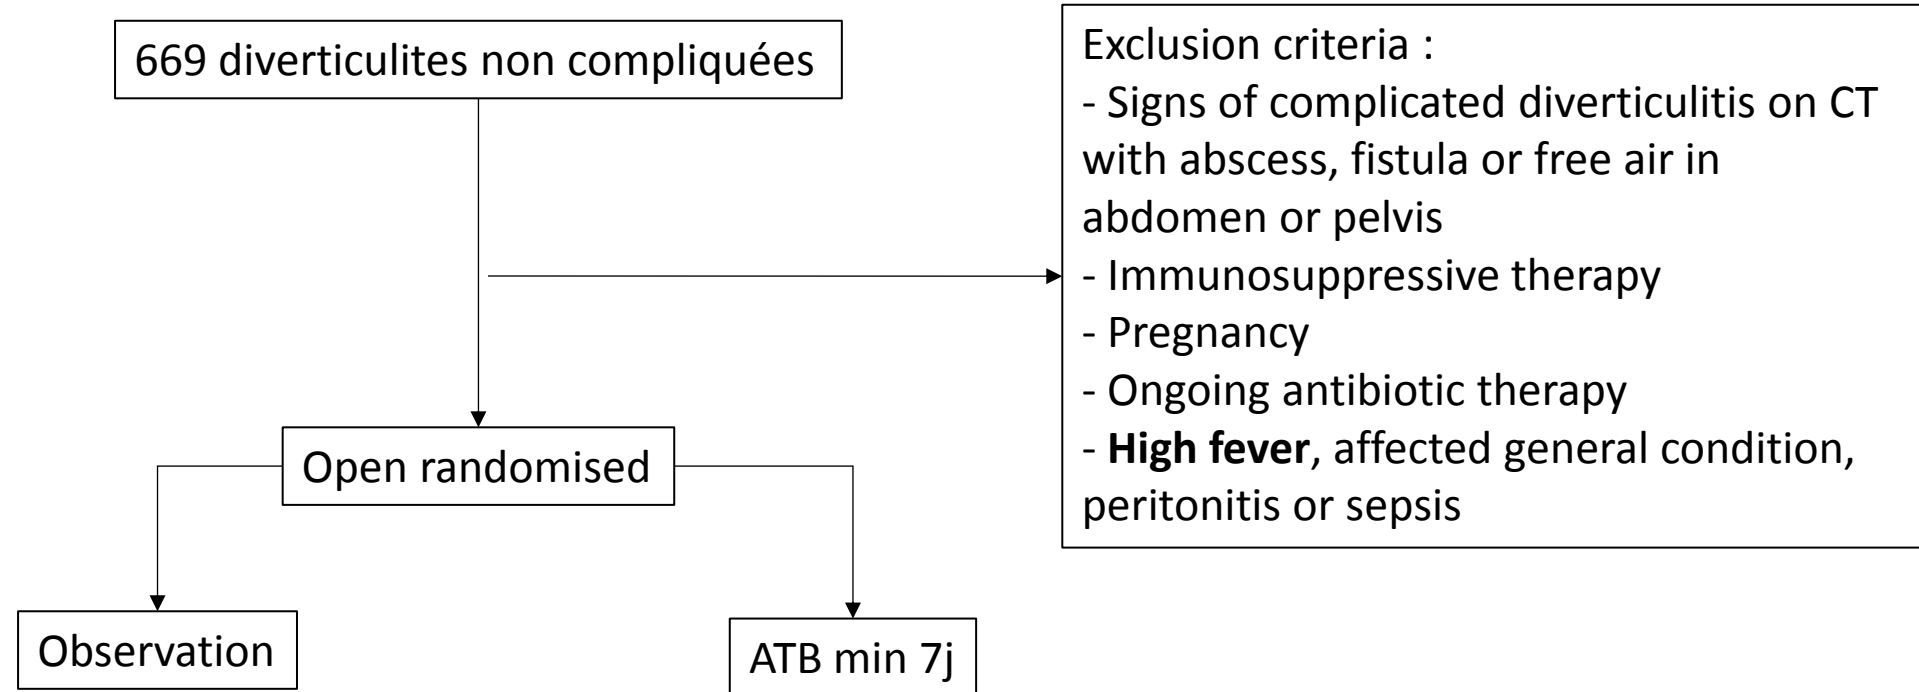 669 diverticulites non compliquées
Exclusion criteria :
- Signs of complicated diverticulitis on CT
with abscess, fistula or free air in
abdomen or pelvis
- Immunosuppressive therapy
- Pregnancy
- Ongoing antibiotic therapy
- High fever, affected general condition,
peritonitis or sepsis
Open randomised
Observation
ATB min 7j